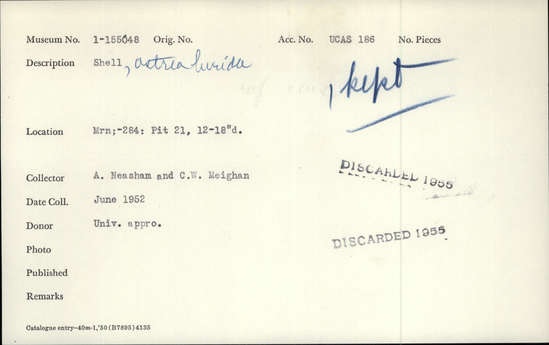 Museum No. 1-155648 Orig. No. Acc. No. UCAS 186 No. Pieces
Description Shell, ostrea lurida
, kept
Location Mrn;-284: Pit 21, 12-18"d.
DISCARDED 1955
Collector A. Neasham and C.W. Meighan
Date Coll. June 1952
Donor Univ. appro.
DISCARDED 1955
Photo
Published
Remarks
Catalogue entry—40m-1,'50 (B7895) 4135